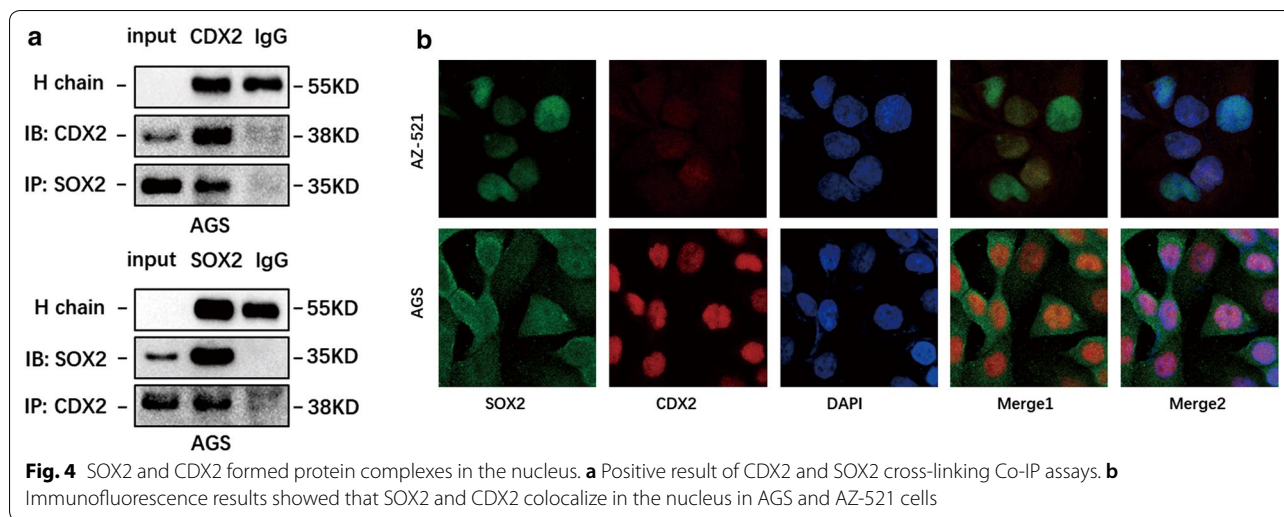 a
input CDX2 IgG
H chain - - 55KD
IB: CDX2 - - 38KD
IP: SOX2 - - 35KD
AGS
input SOX2 IgG
H chain - - 55KD
IB: SOX2 - - 35KD
IP: CDX2 - - 38KD
AGS
b
AZ-521
AGS
SOX2 CDX2 DAPI Merge1 Merge2
Fig. 4 SOX2 and CDX2 formed protein complexes in the nucleus. a Positive result of CDX2 and SOX2 cross-linking Co-IP assays. b
Immunofluorescence results showed that SOX2 and CDX2 colocalize in the nucleus in AGS and AZ-521 cells